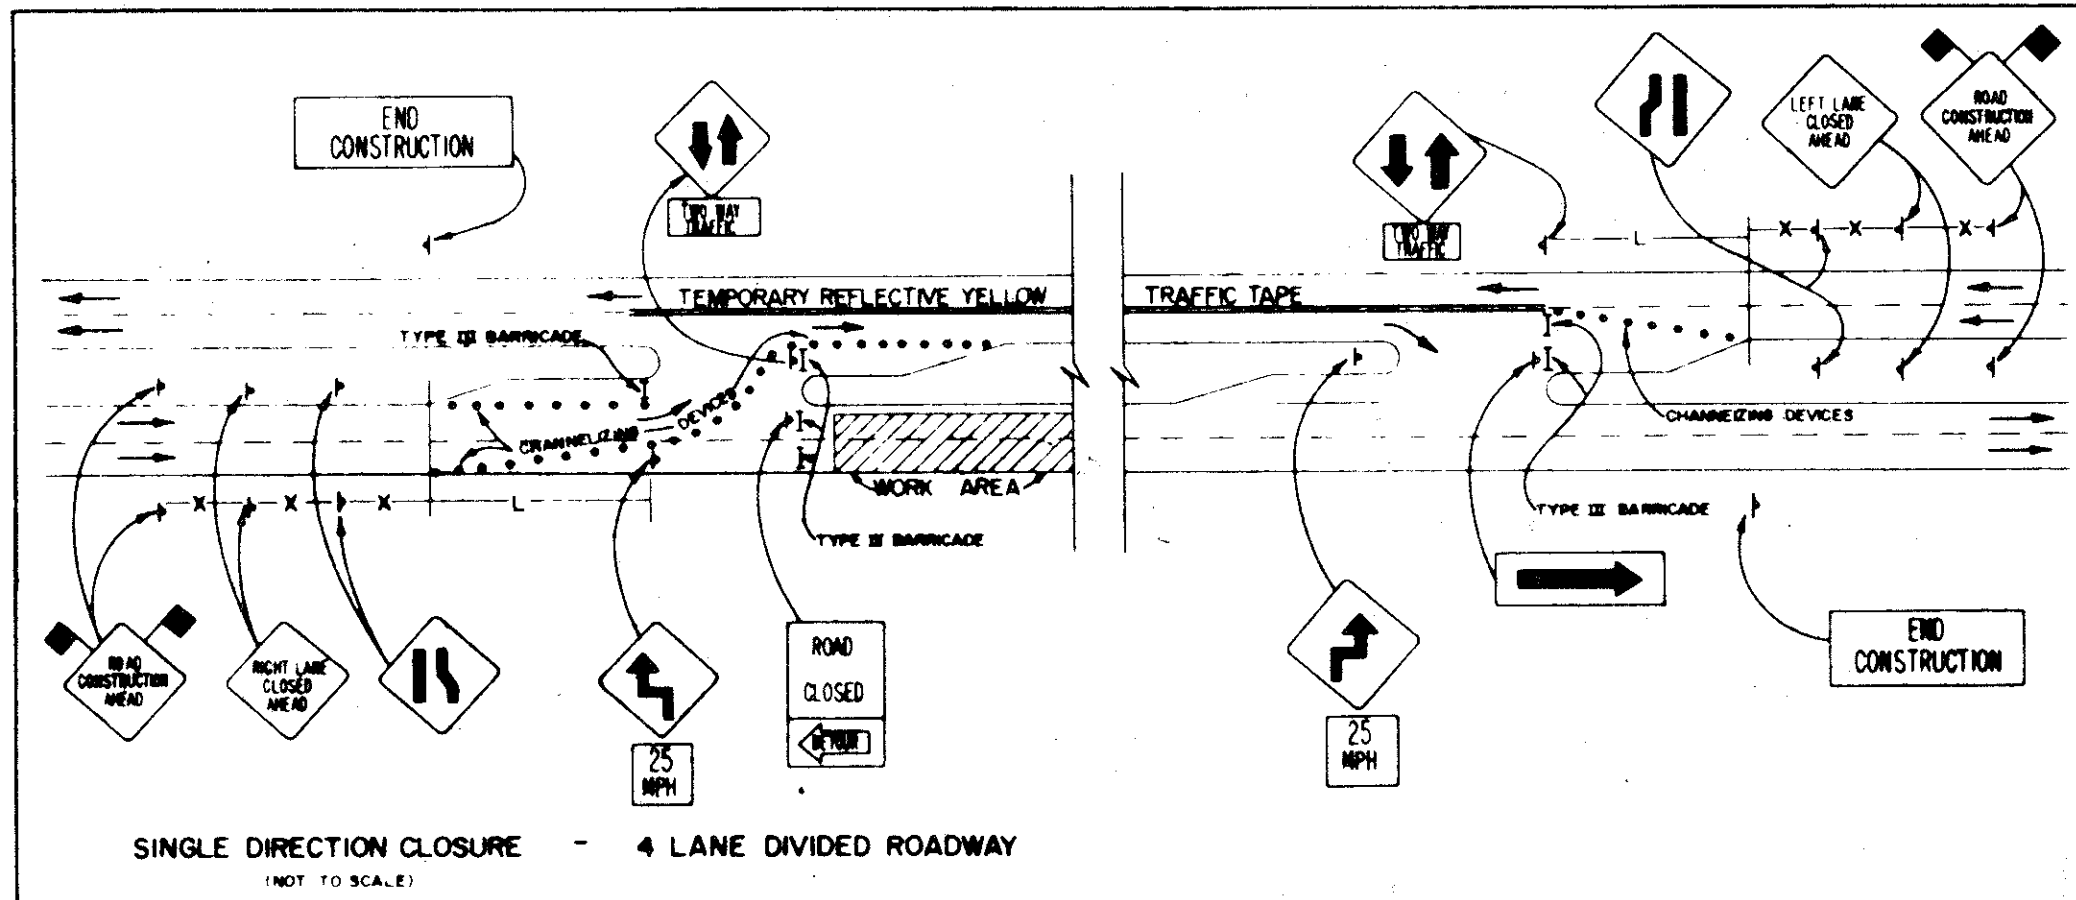 END
CONSTRUCTION
TWO WAY
TRAFFIC
TWO WAY
TRAFFIC
LEFT LANE
CLOSED
AHEAD
ROAD
CONSTRUCTION
AHEAD
L
X
X
X
TEMPORARY REFLECTIVE YELLOW
TRAFFIC TAPE
TYPE III BARRICADE
CHANNELIZING
DEVICES
CHANNEIZING DEVICES
X
X
X
L
WORK AREA
TYPE III BARRICADE
TYPE III BARRICADE
ROAD
CONSTRUCTION
AHEAD
RIGHT LANE
CLOSED
AHEAD
25
MPH
ROAD
CLOSED
DETOUR
25
MPH
END
CONSTRUCTION
SINGLE DIRECTION CLOSURE - 4 LANE DIVIDED ROADWAY
(NOT TO SCALE)